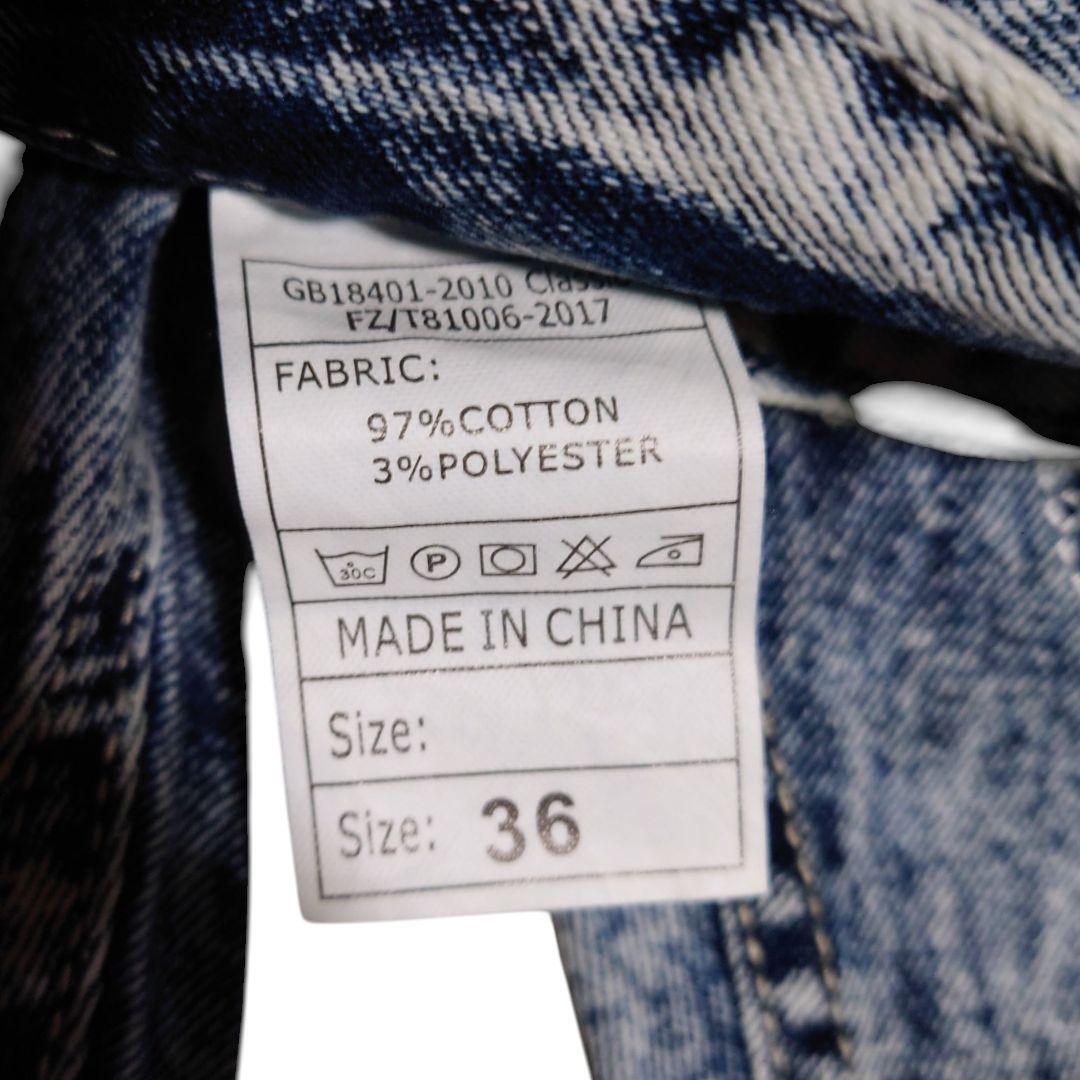 GB18401-2010
FZ/T81006-2017
FABRIC:
97%COTTON
3%POLYESTER
30C P
MADE IN CHINA
Size:
Size: 36